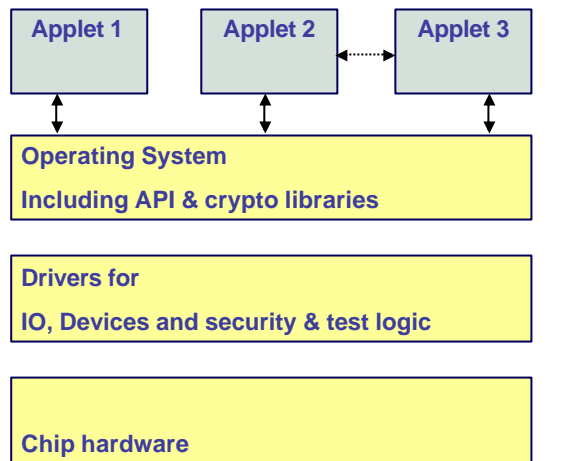 Applet 1
Applet 2
Applet 3
Operating System
Including API & crypto libraries
Drivers for
IO, Devices and security & test logic
Chip hardware